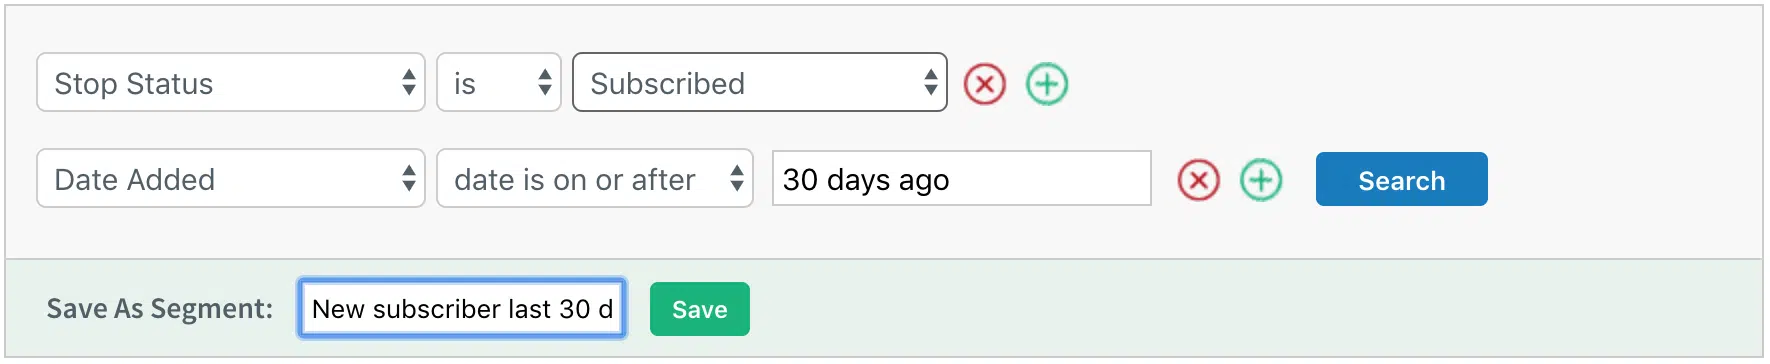 Stop Status is Subscribed
Date Added date is on or after 30 days ago Search
Save As Segment: New subscriber last 30 d Save